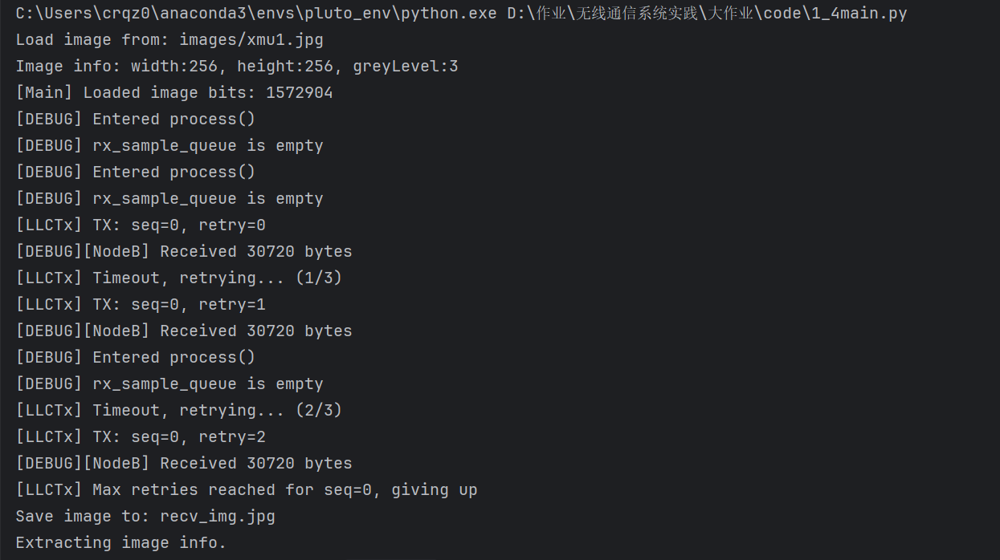 C:\Users\crqz0\anaconda3\envs\pluto_env\python.exe D:\作业\无线通信系统实践\大作业\code\1_4main.py
Load image from: images/xmu1.jpg
Image info: width:256, height:256, greyLevel:3
[Main] Loaded image bits: 1572904
[DEBUG] Entered process()
[DEBUG] rx_sample_queue is empty
[DEBUG] Entered process()
[DEBUG] rx_sample_queue is empty
[LLCTx] TX: seq=0, retry=0
[DEBUG][NodeB] Received 30720 bytes
[LLCTx] Timeout, retrying... (1/3)
[LLCTx] TX: seq=0, retry=1
[DEBUG][NodeB] Received 30720 bytes
[DEBUG] Entered process()
[DEBUG] rx_sample_queue is empty
[LLCTx] Timeout, retrying... (2/3)
[LLCTx] TX: seq=0, retry=2
[DEBUG][NodeB] Received 30720 bytes
[LLCTx] Max retries reached for seq=0, giving up
Save image to: recv_img.jpg
Extracting image info.